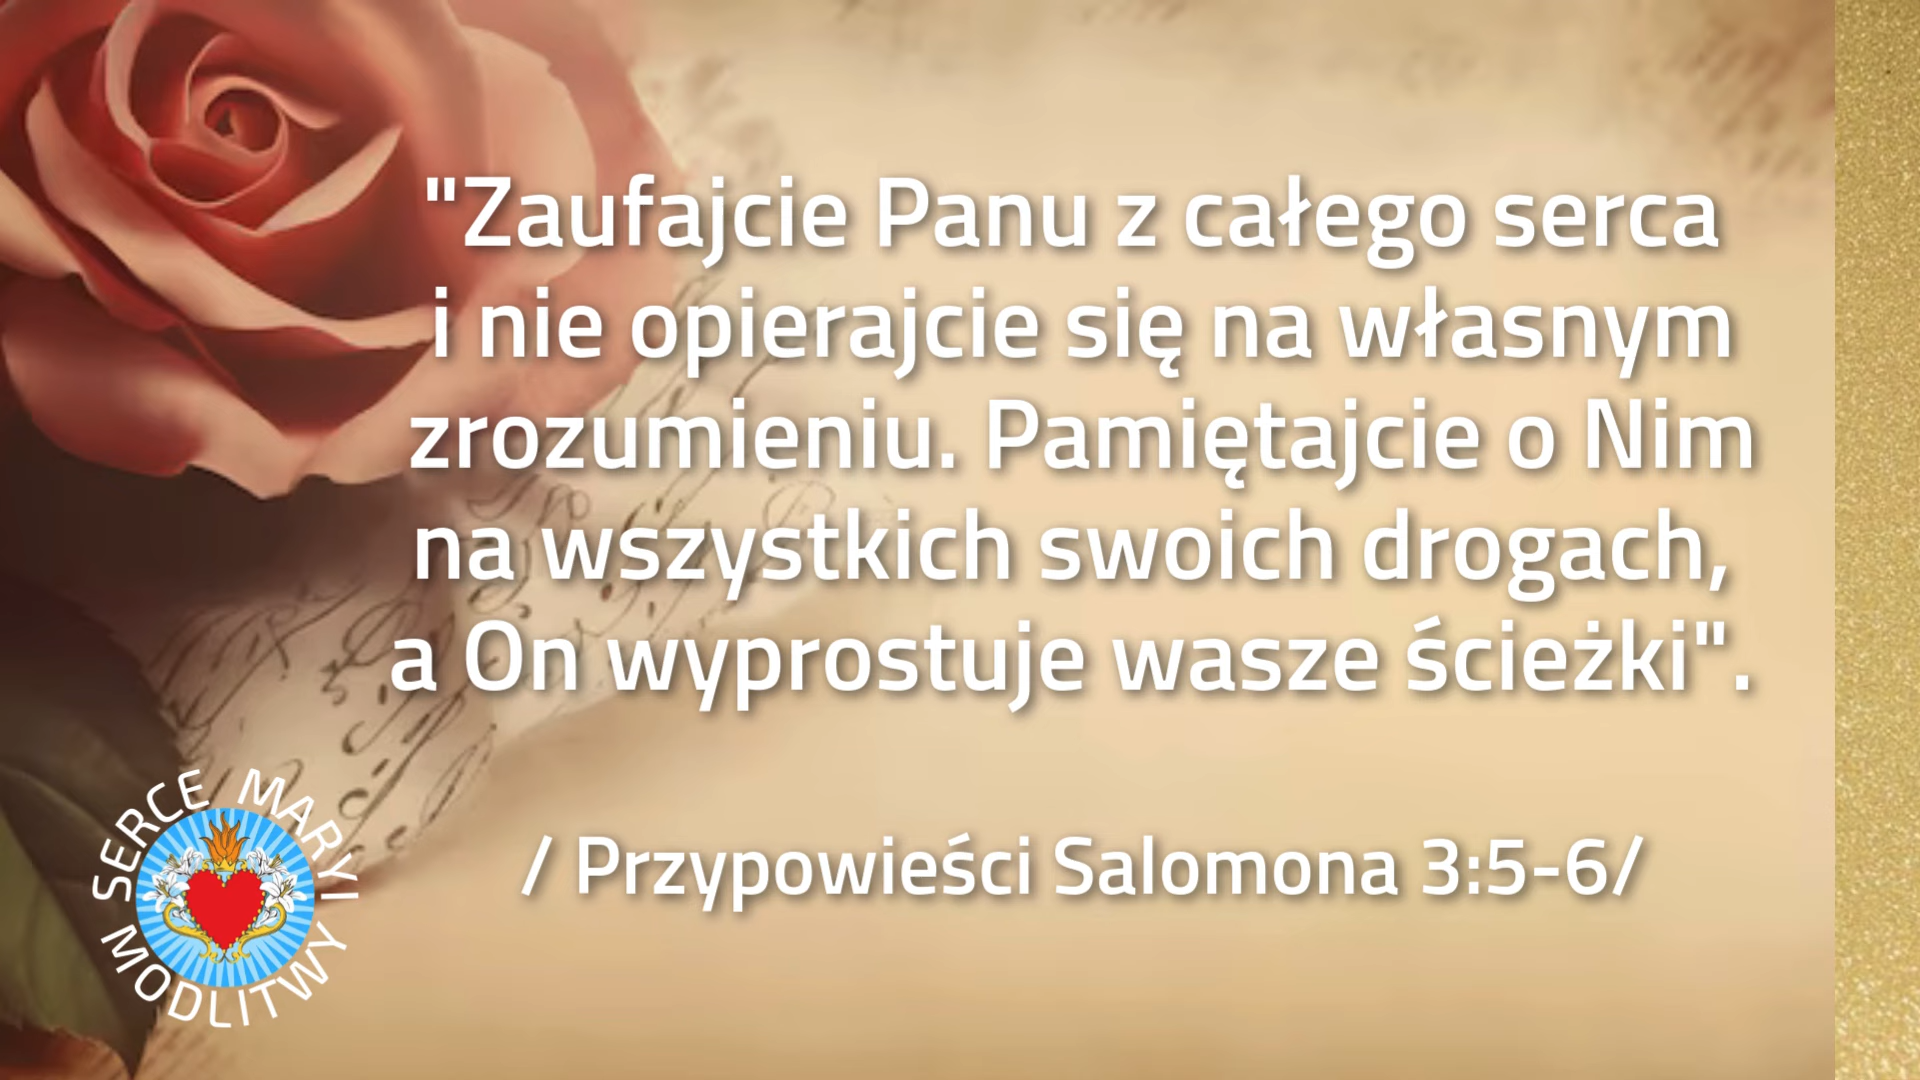 "Zaufajcie Panu z całego serca
i nie opierajcie się na własnym
zrozumieniu. Pamiętajcie o Nim
na wszystkich swoich drogach,
a On wyprostuje wasze ścieżki".
/ Przypowieści Salomona 3:5-6/
SERCE MARYI
MODLITWY